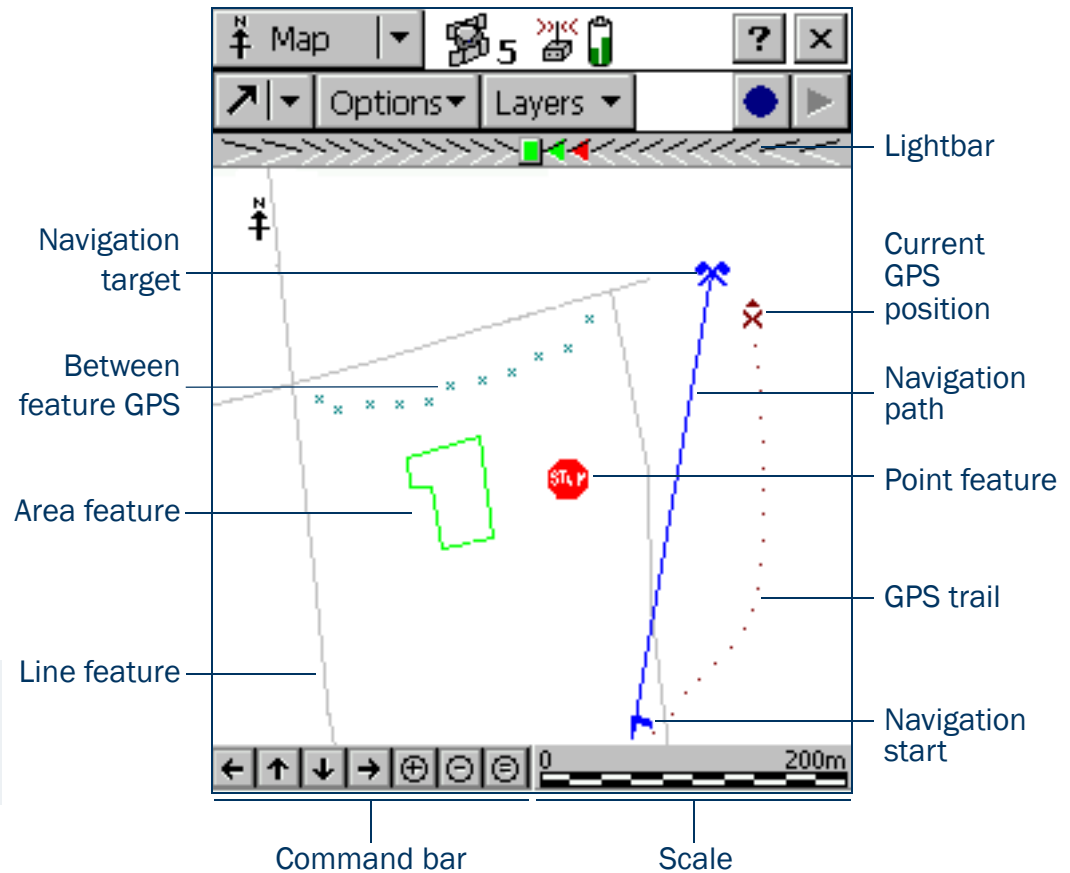 N
Map
5
?
Options
Layers
Lightbar
N
Navigation
target
Current
GPS
position
Between
feature GPS
Navigation
path
Area feature
STOP
Point feature
GPS trail
Line feature
Navigation
start
0
200m
Command bar
Scale